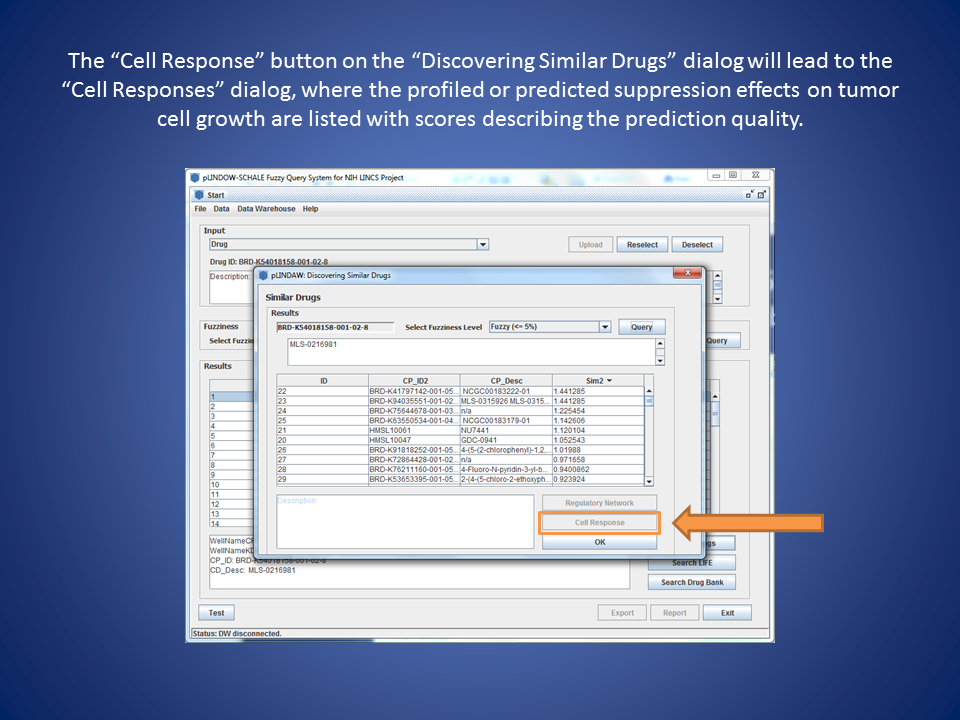 The “Cell Response” button on the “Discovering Similar Drugs” dialog will lead to the
“Cell Responses” dialog, where the profiled or predicted suppression effects on tumor
cell growth are listed with scores describing the prediction quality.
pLINDOW-SCHALE Fuzzy Query System for NIH LINCS Project
Start
File Data Data Warehouse Help
Input
Drug
Upload Reselect Deselect
Drug ID: BRD-K54018158-001-02-8
Description:
pLINDAW: Discovering Similar Drugs
Similar Drugs
Results
BRD-K54018158-001-02-8 Select Fuzziness Level Fuzzy (<= 5%) Query
MLS-0216981
ID CP_ID2 CP_Desc Sim2
22 BRD-K41797142-001-05... NCGC00183222-01 1.441285
23 BRD-K94035551-001-02... MLS-0315926 MLS-0315... 1.441285
24 BRD-K75644678-001-03... n/a 1.225454
25 BRD-K63550534-001-04... NCGC00183179-01 1.142606
21 HMSL10061 NU7441 1.120104
20 HMSL10047 GDC-0941 1.052543
26 BRD-K91818252-001-05... 4-(5-(2-chlorophenyl)-1,2,... 1.01988
27 BRD-K72864428-001-02... n/a 0.971658
28 BRD-K76211160-001-05... 4-Fluoro-N-pyridin-3-yl-b... 0.9400862
29 BRD-K53653395-001-05... 2-(4-(5-chloro-2-ethoxyph... 0.923924
Description:
Regulatory Network
Cell Response
OK
Fuzziness
Query
Results
1
2
3
4
5
6
7
8
9
10
11
12
13
14
CP_ID: BRD-K54018158-001-02-8
CD_Desc: MLS-0216981
Search LIFE
Search Drug Bank
Test Export Report Exit
Status: DW disconnected.